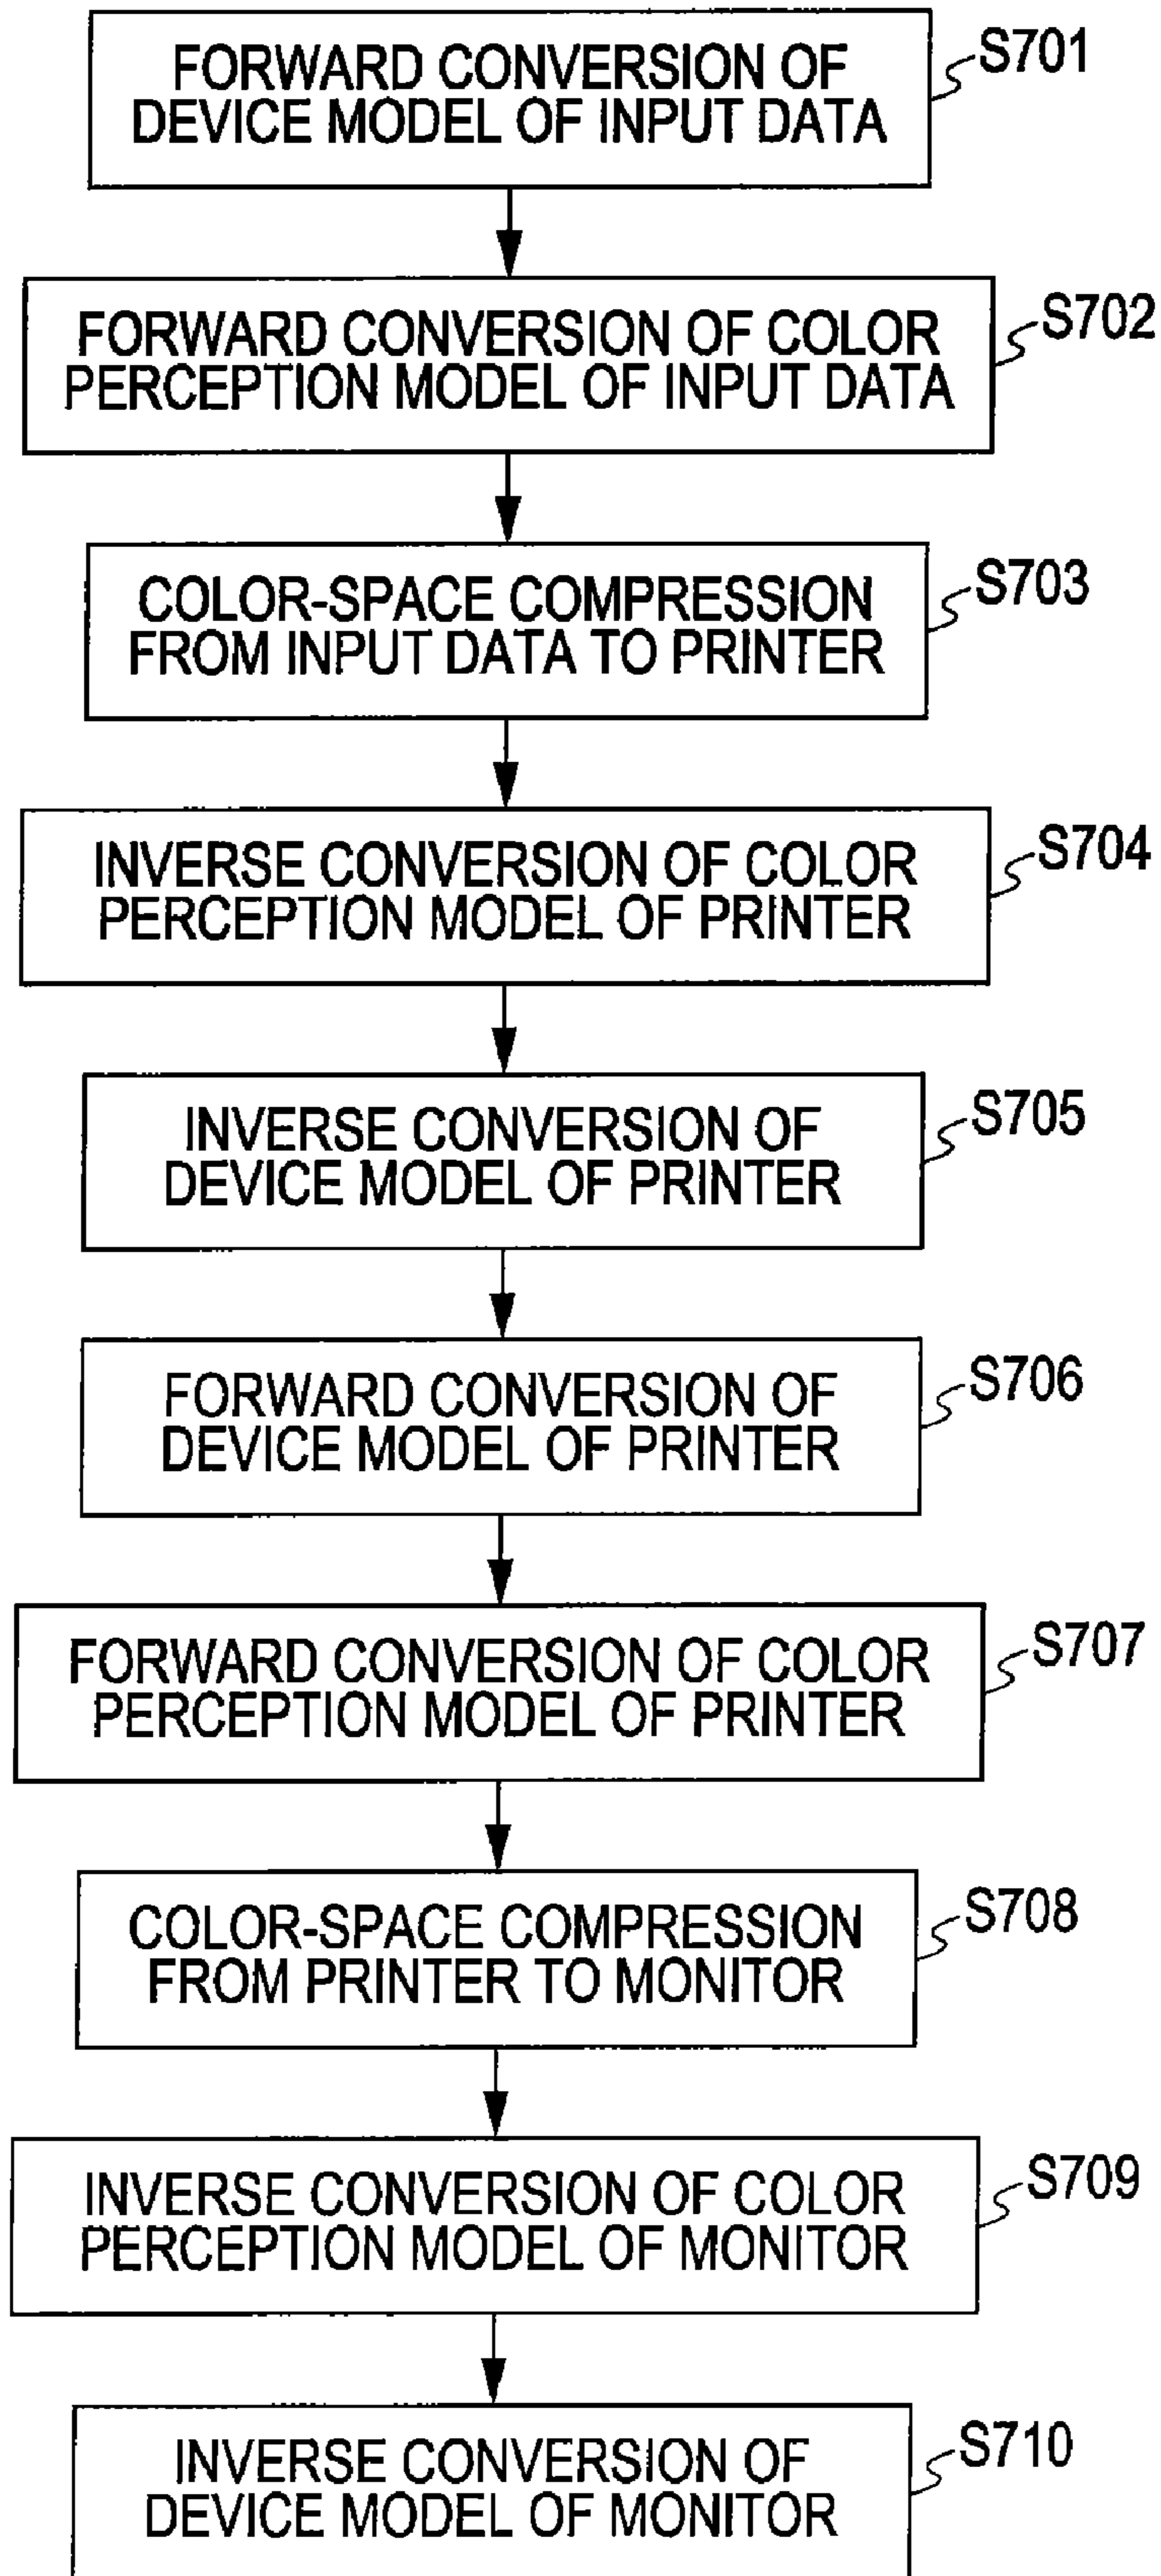 FORWARD CONVERSION OF
DEVICE MODEL OF INPUT DATA
S701
FORWARD CONVERSION OF COLOR
PERCEPTION MODEL OF INPUT DATA
S702
COLOR-SPACE COMPRESSION
FROM INPUT DATA TO PRINTER
S703
INVERSE CONVERSION OF COLOR
PERCEPTION MODEL OF PRINTER
S704
INVERSE CONVERSION OF
DEVICE MODEL OF PRINTER
S705
FORWARD CONVERSION OF
DEVICE MODEL OF PRINTER
S706
FORWARD CONVERSION OF COLOR
PERCEPTION MODEL OF PRINTER
S707
COLOR-SPACE COMPRESSION
FROM PRINTER TO MONITOR
S708
INVERSE CONVERSION OF COLOR
PERCEPTION MODEL OF MONITOR
S709
INVERSE CONVERSION OF
DEVICE MODEL OF MONITOR
S710